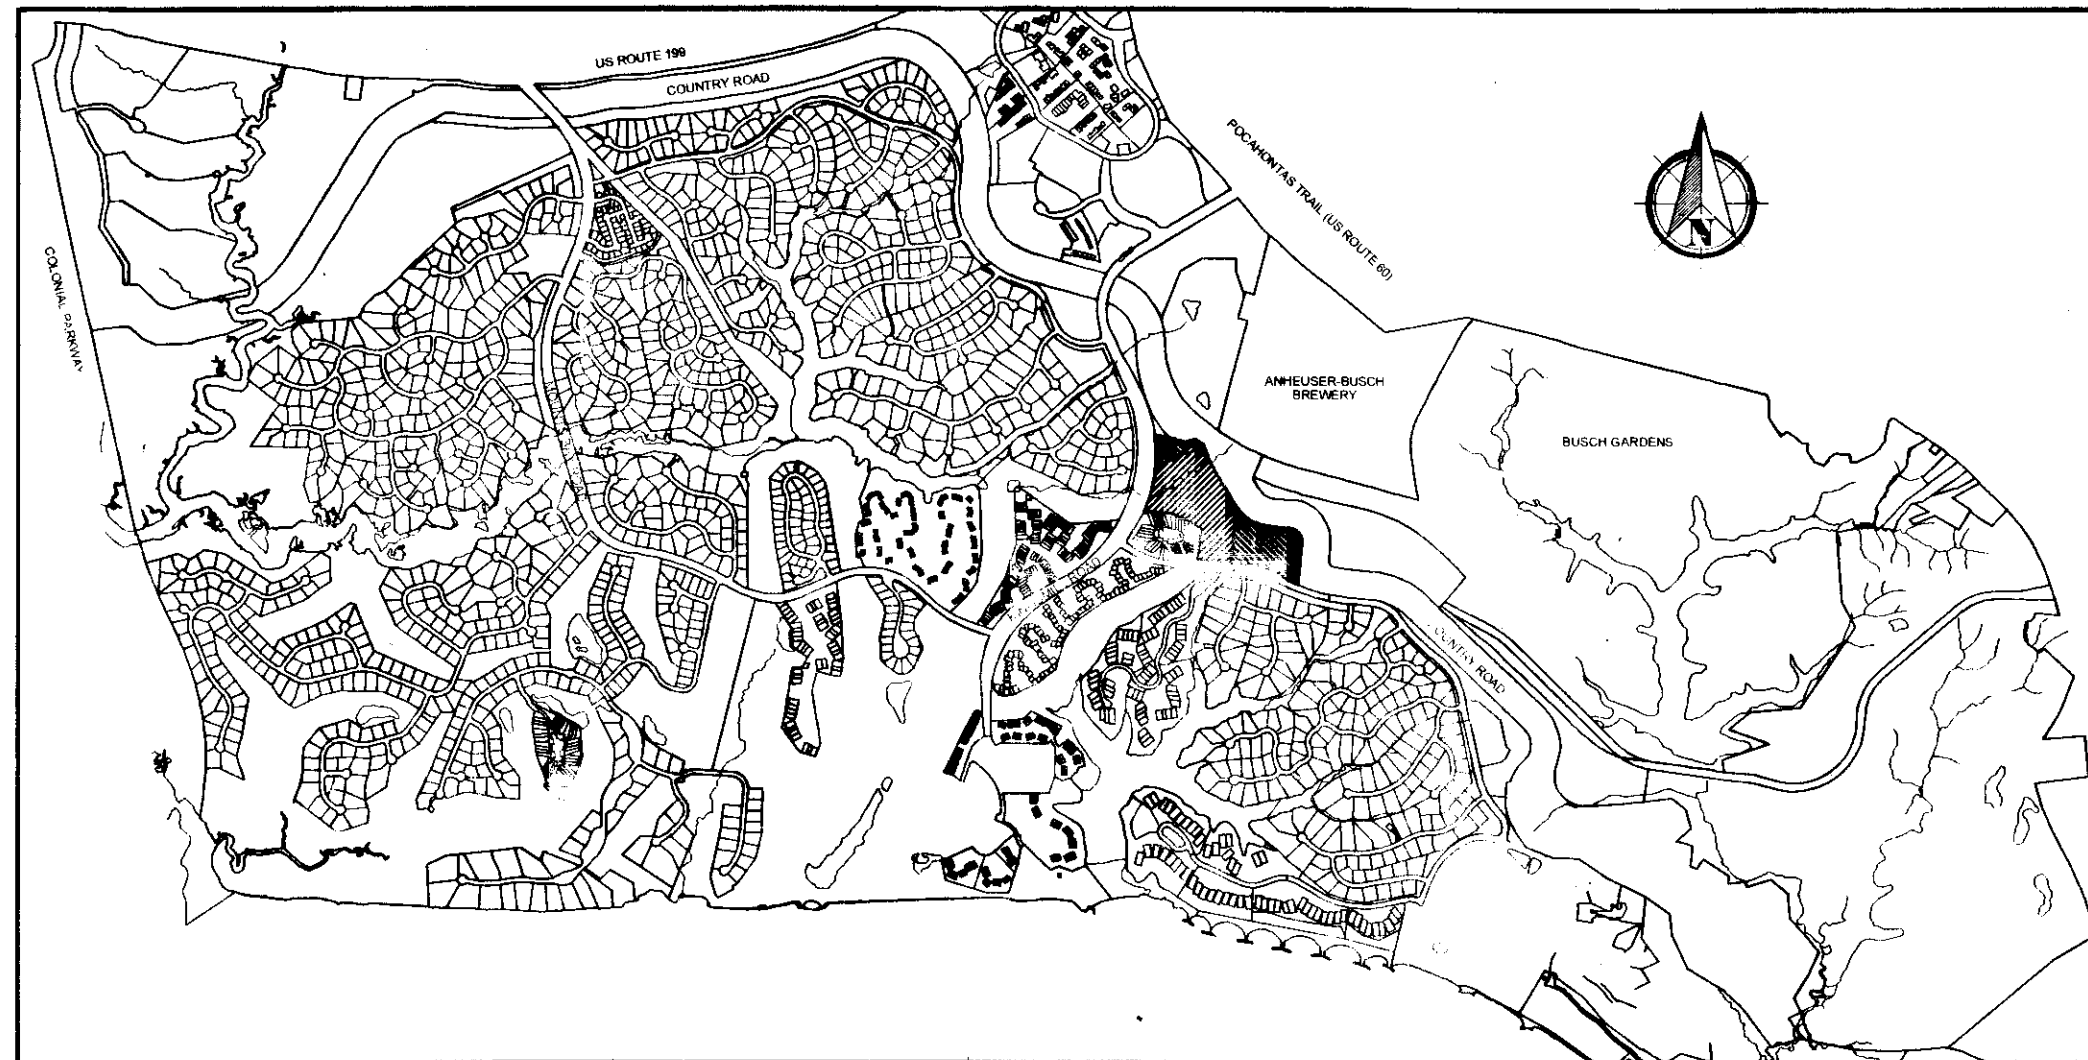 US ROUTE 199
COUNTRY ROAD
POCAHONTAS TRAIL (US ROUTE 60)
N
COLONIAL PARKWAY
ANHEUSER-BUSCH
BREWERY
BUSCH GARDENS
ROAD
COUNTRY ROAD